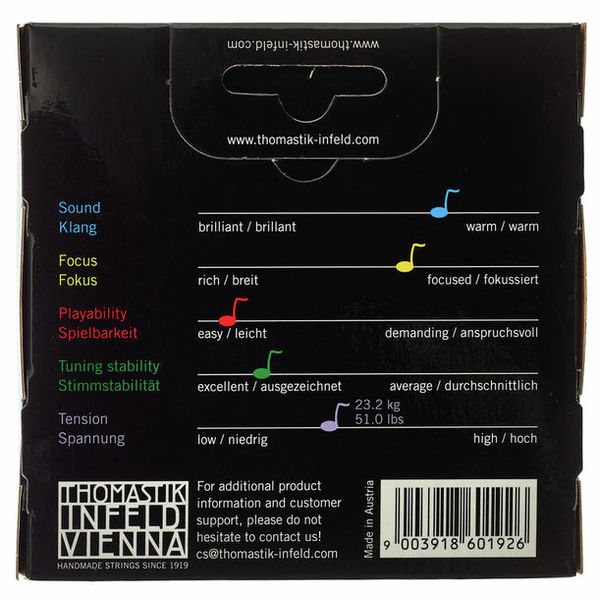 www.thomastik-infeld.com
www.thomastik-infeld.com
Sound
Klang
brilliant / brillant
warm / warm
Focus
Fokus
rich / breit
focused / fokussiert
Playability
Spielbarkeit
easy / leicht
demanding / anspruchsvoll
Tuning stability
Stimmstabilität
excellent / ausgezeichnet
average / durchschnittlich
Tension
Spannung
23.2 kg
51.0 lbs
low / niedrig
high / hoch
THOMASTIK
INFELD
VIENNA
HANDMADE STRINGS SINCE 1919
For additional product
information and customer
support, please do not
hesitate to contact us!
cs@thomastik-infeld.com
Made in Austria
9 003918 601926